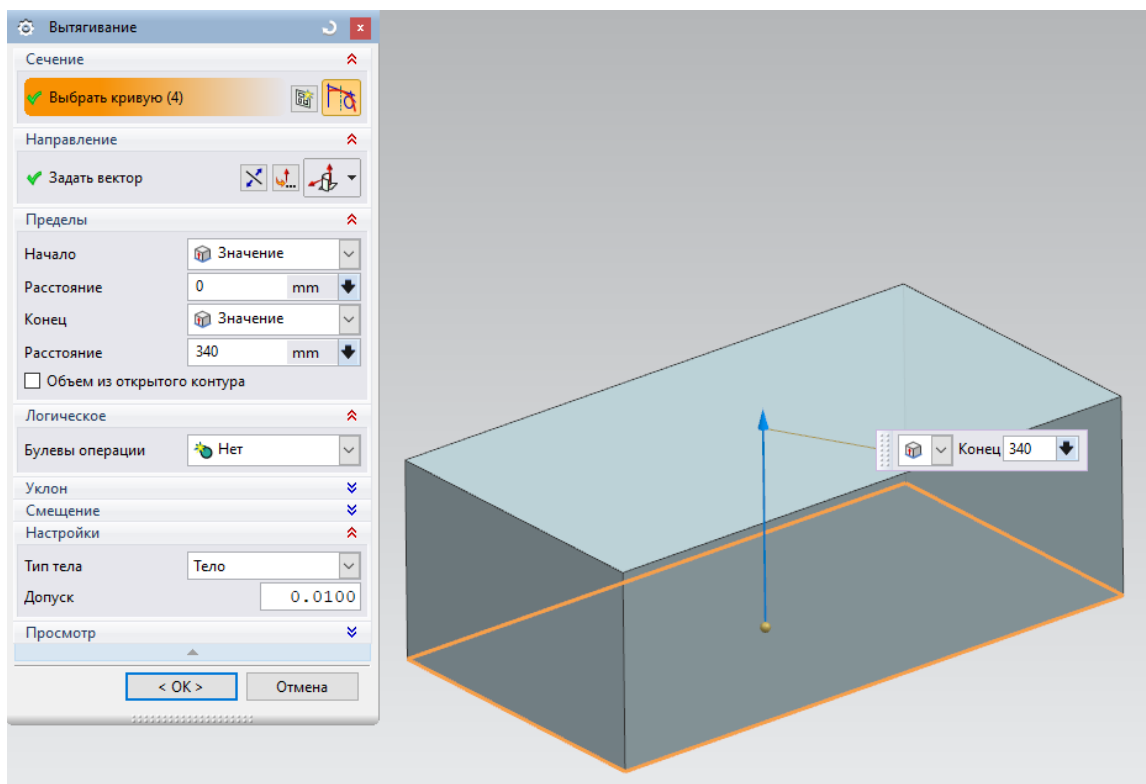 Вытягивание
Сечение
Выбрать кривую (4)
Направление
Задать вектор
Пределы
Начало Значение
Расстояние 0 mm
Конец Значение
Расстояние 340 mm
Объем из открытого контура
Логическое
Булевы операции Нет
Уклон
Смещение
Настройки
Тип тела Тело
Допуск 0.0100
Просмотр
< OK > Отмена
Конец 340